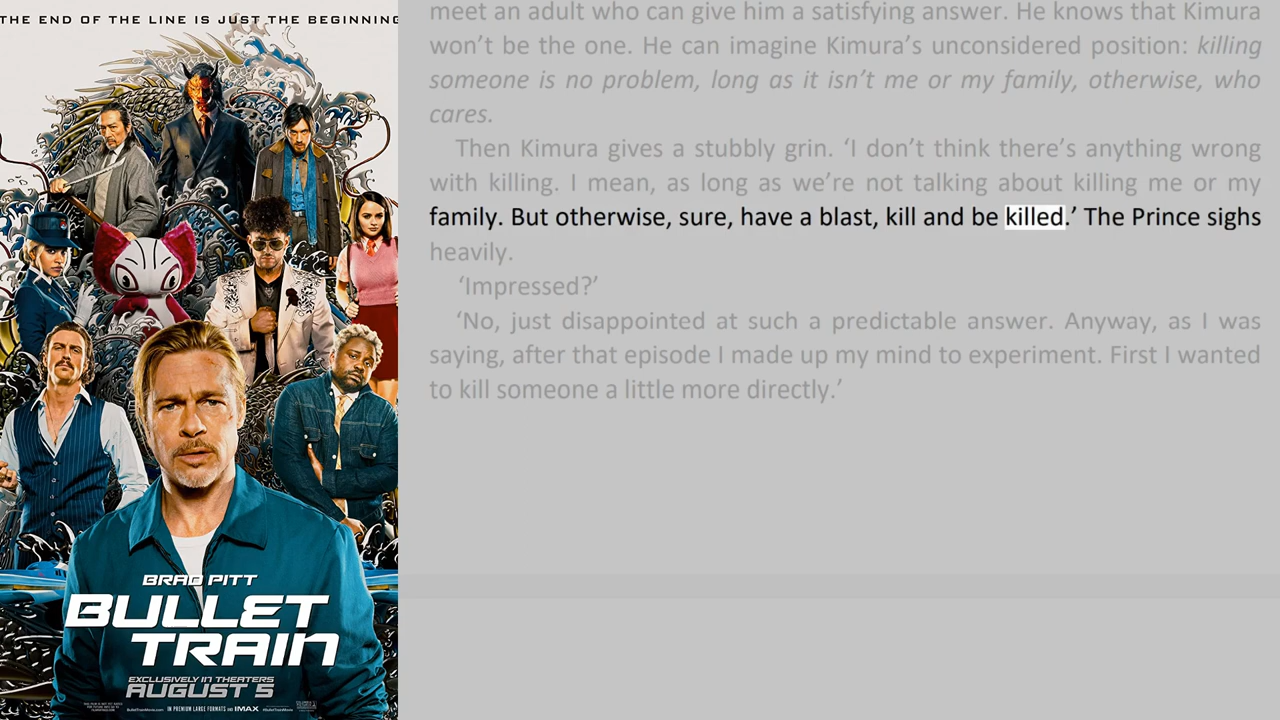 THE END OF THE LINE IS JUST THE BEGINNING
BRAD PITT
BULLET
TRAIN
EXCLUSIVELY IN THEATERS
AUGUST 5
BulletTrainMovie.com
IN PREMIUM LARGE FORMATS AND IMAX
#BulletTrainMovie
meet an adult who can give him a satisfying answer. He knows that Kimura
won’t be the one. He can imagine Kimura’s unconsidered position: killing
someone is no problem, long as it isn’t me or my family, otherwise, who
cares.
Then Kimura gives a stubbly grin. ‘I don’t think there’s anything wrong
with killing. I mean, as long as we’re not talking about killing me or my
family. But otherwise, sure, have a blast, kill and be killed.’ The Prince sighs
heavily.
‘Impressed?’
‘No, just disappointed at such a predictable answer. Anyway, as I was
saying, after that episode I made up my mind to experiment. First I wanted
to kill someone a little more directly.’